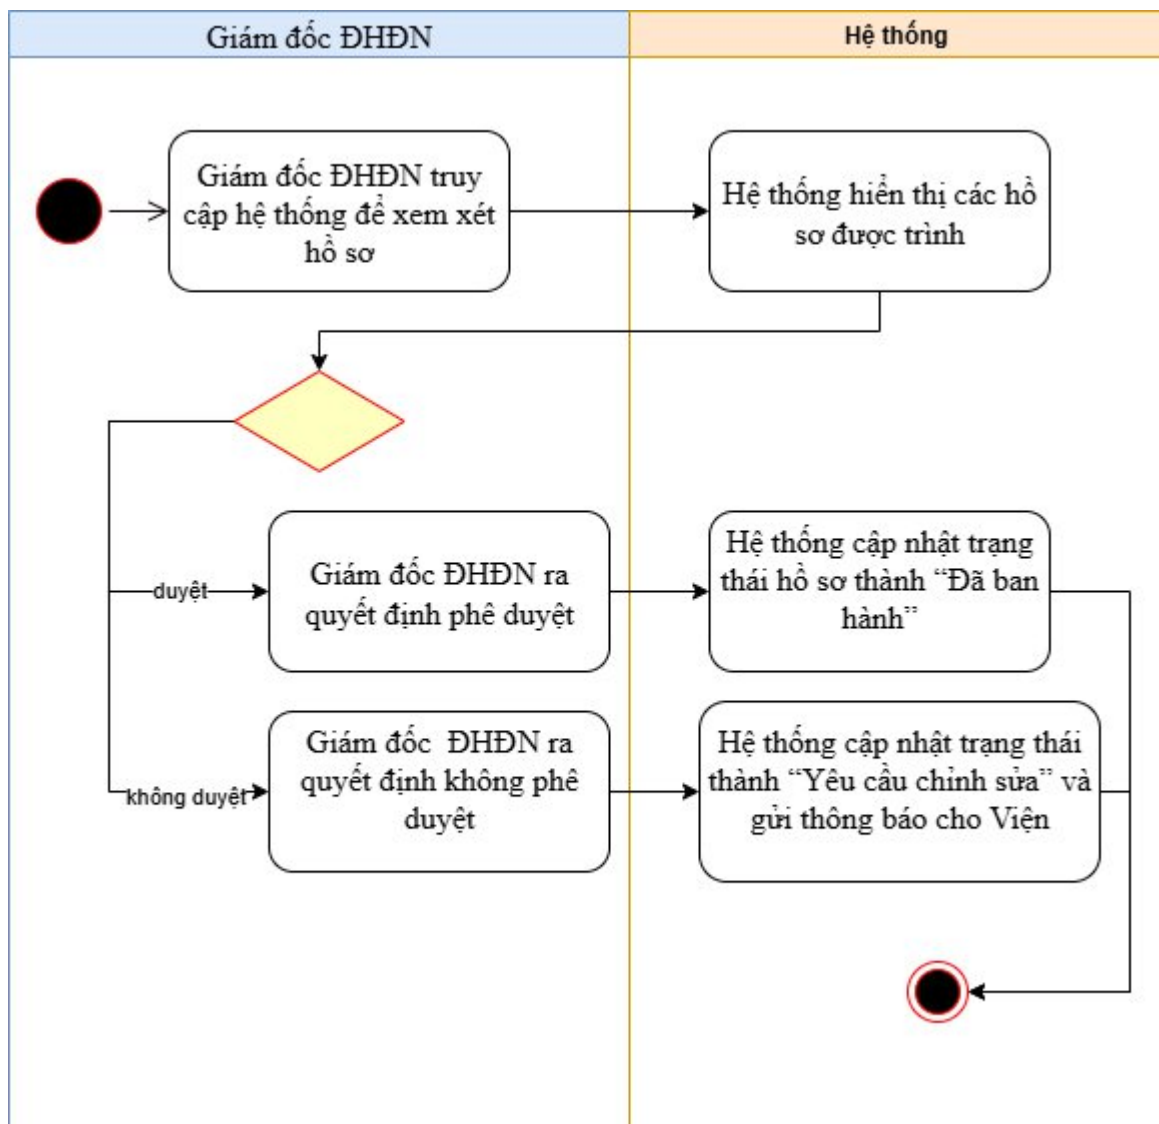 Giám đốc ĐHĐN
Hệ thống
Giám đốc ĐHĐN truy
cập hệ thống để xem xét
hồ sơ
Hệ thống hiển thị các hồ
sơ được trình
duyệt
Giám đốc ĐHĐN ra
quyết định phê duyệt
Hệ thống cập nhật trạng
thái hồ sơ thành “Đã ban
hành”
không duyệt
Giám đốc  ĐHĐN ra
quyết định không phê
duyệt
Hệ thống cập nhật trạng thái
thành “Yêu cầu chỉnh sửa” và
gửi thông báo cho Viện